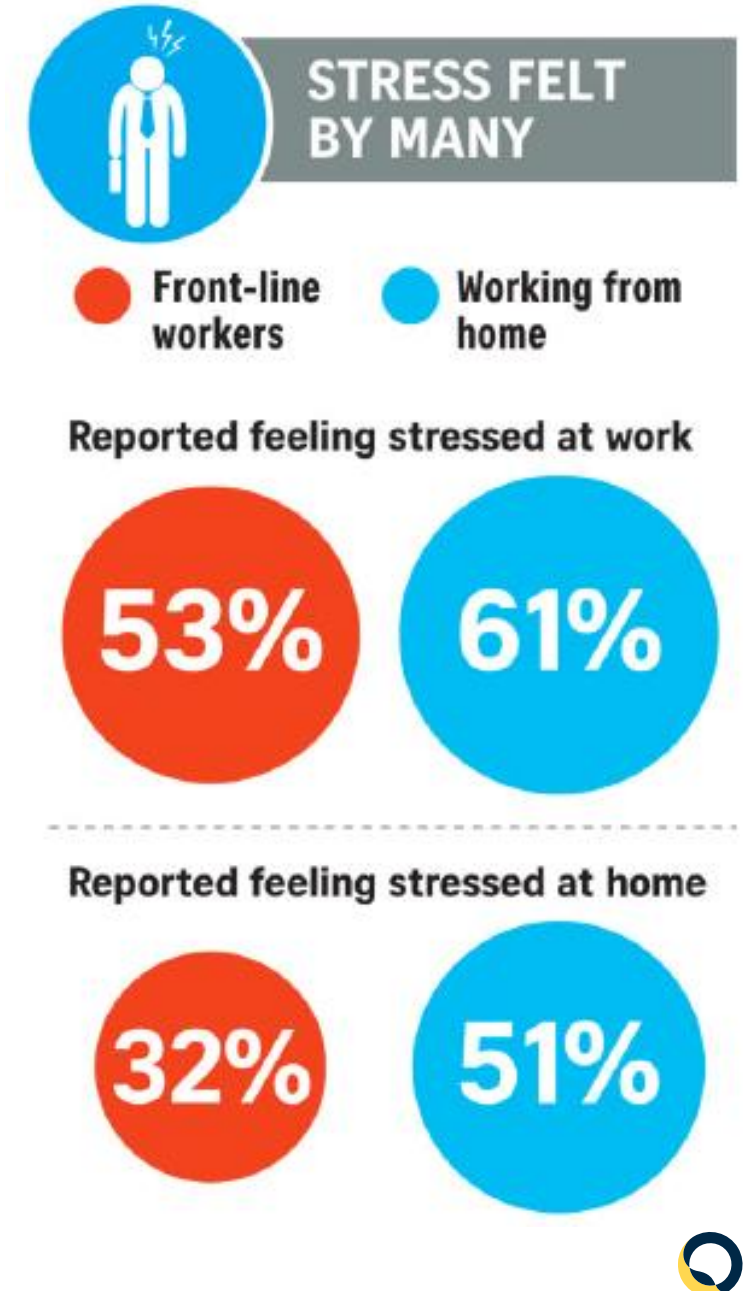 STRESS FELT
BY MANY
Front-line
workers
Working from
home
Reported feeling stressed at work
53% 61%
Reported feeling stressed at home
32% 51%